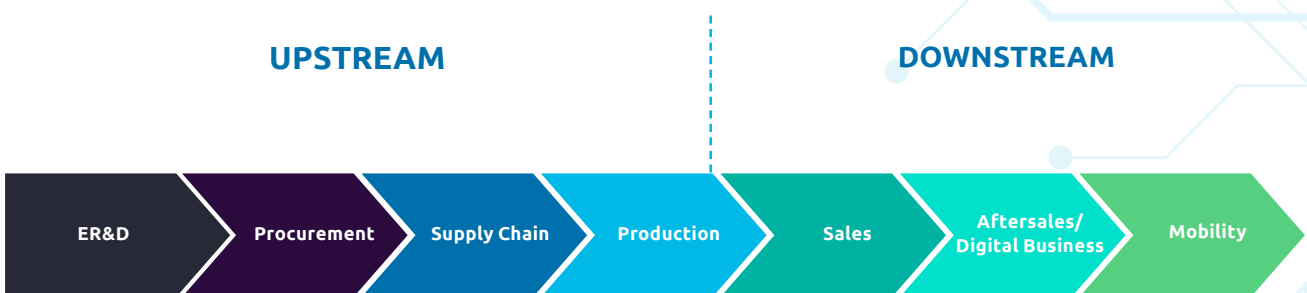 UPSTREAM
DOWNSTREAM
ER&D
Procurement
Supply Chain
Production
Sales
Aftersales/
Digital Business
Mobility